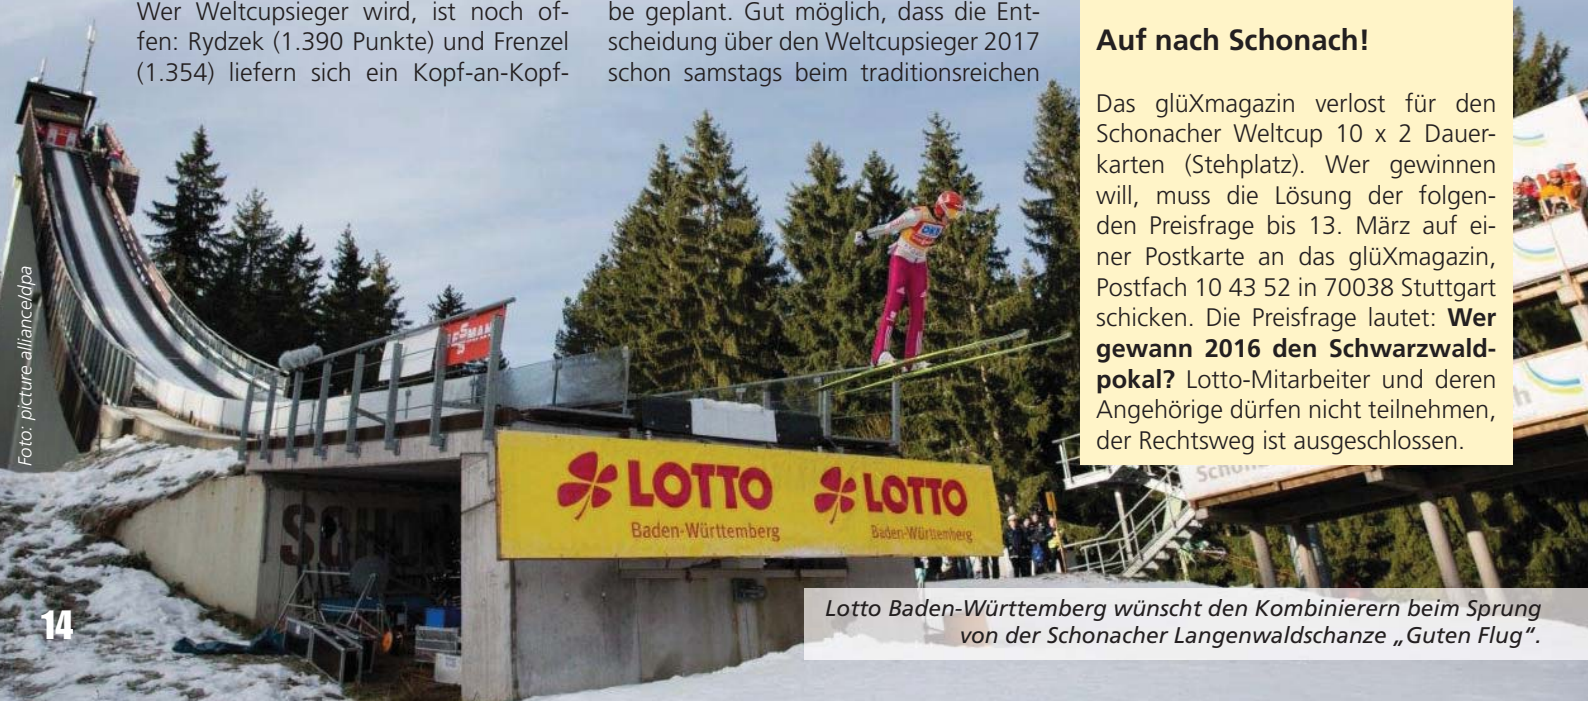 Wer Weltcupsieger wird, ist noch of-
fen: Rydzek (1.390 Punkte) und Frenzel
(1.354) liefern sich ein Kopf-an-Kopf-
be geplant. Gut möglich, dass die Ent-
scheidung über den Weltcupsieger 2017
schon samstags beim traditionsreichen
Auf nach Schonach!
Das glüXmagazin verlost für den
Schonacher Weltcup 10 x 2 Dauer-
karten (Stehplatz). Wer gewinnen
will, muss die Lösung der folgen-
den Preisfrage bis 13. März auf ei-
ner Postkarte an das glüXmagazin,
Postfach 10 43 52 in 70038 Stuttgart
schicken. Die Preisfrage lautet: Wer
gewann 2016 den Schwarzwald-
pokal? Lotto-Mitarbeiter und deren
Angehörige dürfen nicht teilnehmen,
der Rechtsweg ist ausgeschlossen.
Foto: picture-alliance/dpa
DKB
LOTTO
Baden-Württemberg
LOTTO
Baden-Württemberg
14
Lotto Baden-Württemberg wünscht den Kombinierern beim Sprung
von der Schonacher Langenwaldschanze „Guten Flug“.